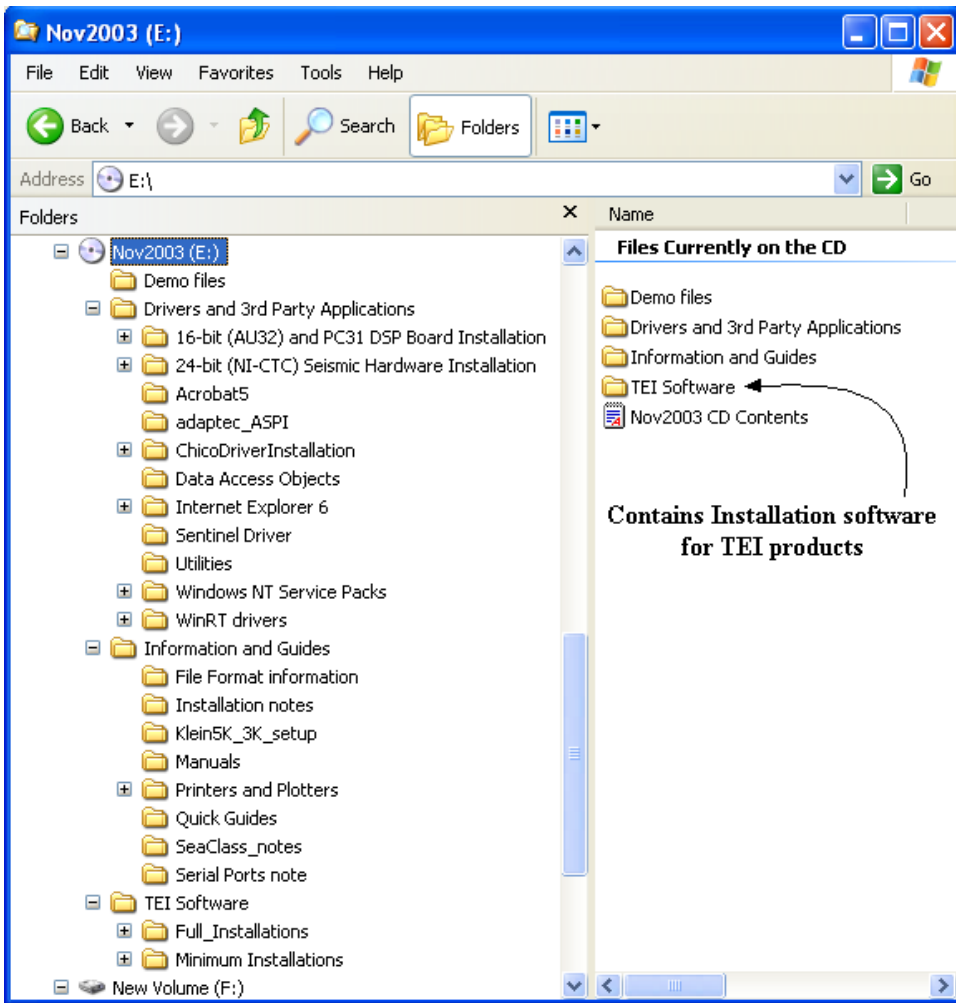 Nov2003 (E:)
File Edit View Favorites Tools Help
Back Search Folders
Address E:\ Go
Folders
Nov2003 (E:)
Demo files
Drivers and 3rd Party Applications
16-bit (AU32) and PC31 DSP Board Installation
24-bit (NI-CTC) Seismic Hardware Installation
Acrobat5
adaptec_ASPI
ChicoDriverInstallation
Data Access Objects
Internet Explorer 6
Sentinel Driver
Utilities
Windows NT Service Packs
WinRT drivers
Information and Guides
File Format information
Installation notes
Klein5K_3K_setup
Manuals
Printers and Plotters
Quick Guides
SeaClass_notes
Serial Ports note
TEI Software
Full_Installations
Minimum Installations
New Volume (F:)
Name
Files Currently on the CD
Demo files
Drivers and 3rd Party Applications
Information and Guides
TEI Software
Nov2003 CD Contents
Contains Installation software
for TEI products